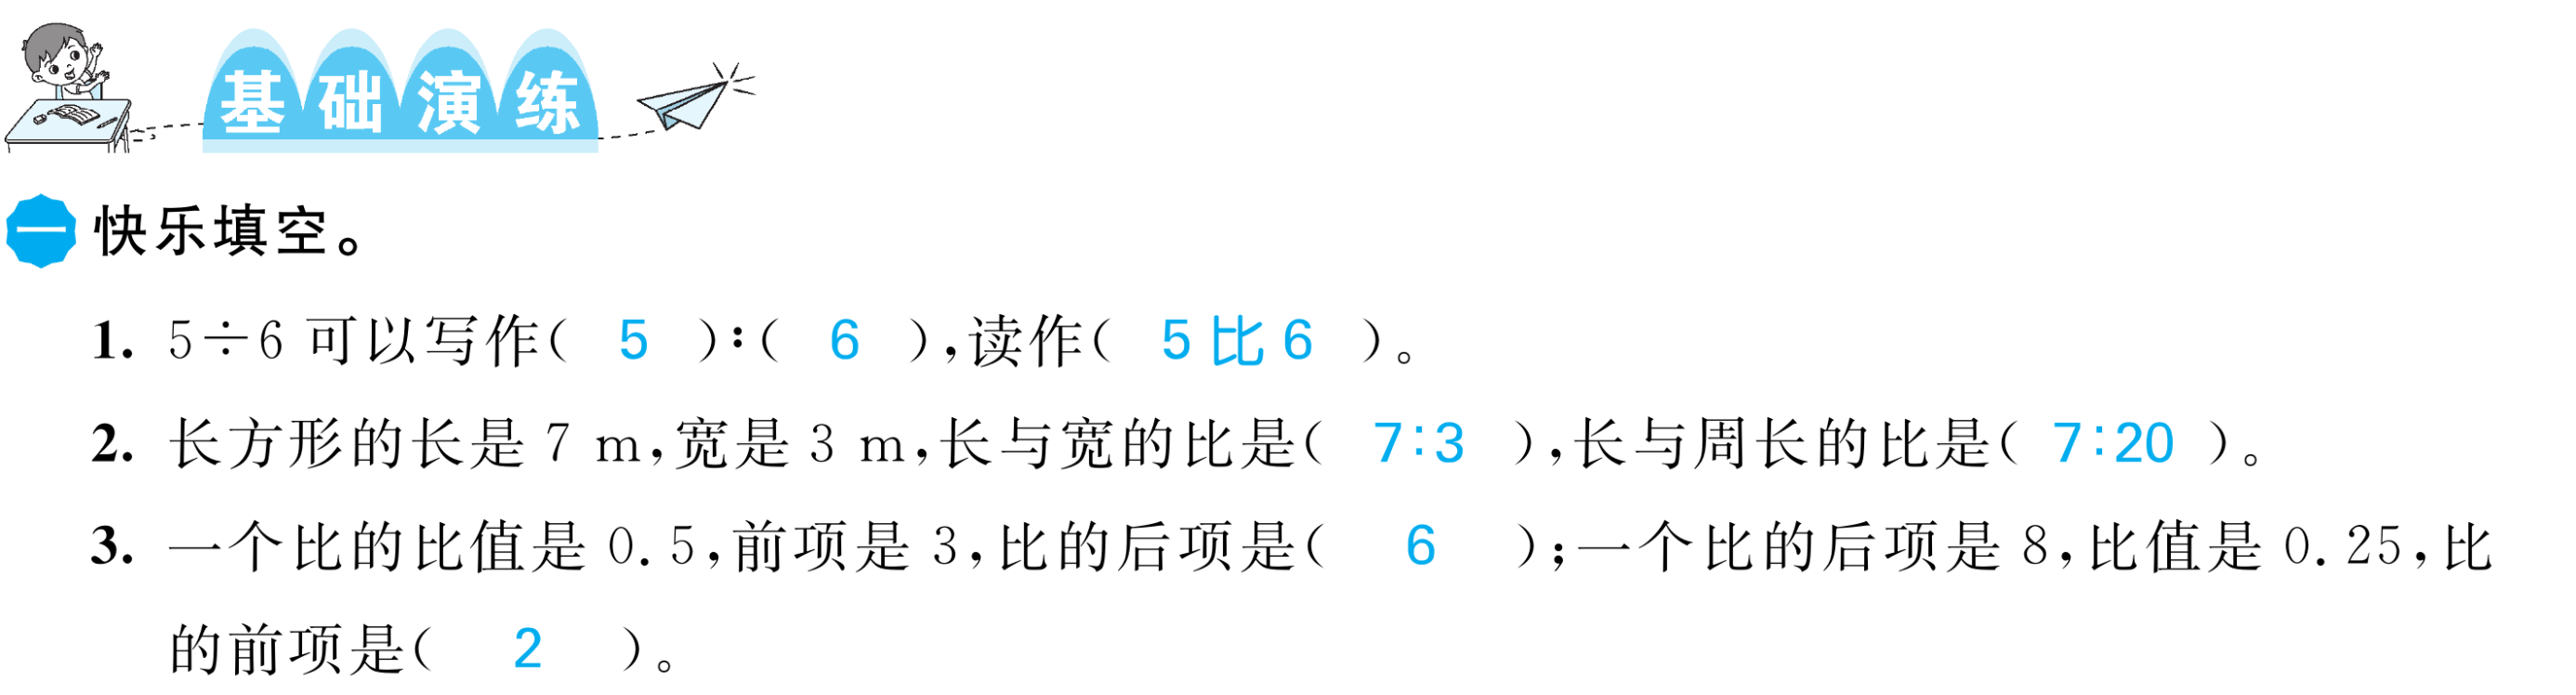 基础演练
一 快乐填空。
1. 5÷6 可以写作( 5 )∶( 6 ),读作( 5比6 )。
2. 长方形的长是 7 m,宽是 3 m,长与宽的比是( 7∶3 ),长与周长的比是( 7∶20 )。
3. 一个比的比值是 0.5,前项是 3,比的后项是( 6 );一个比的后项是 8,比值是 0.25,比
的前项是( 2 )。